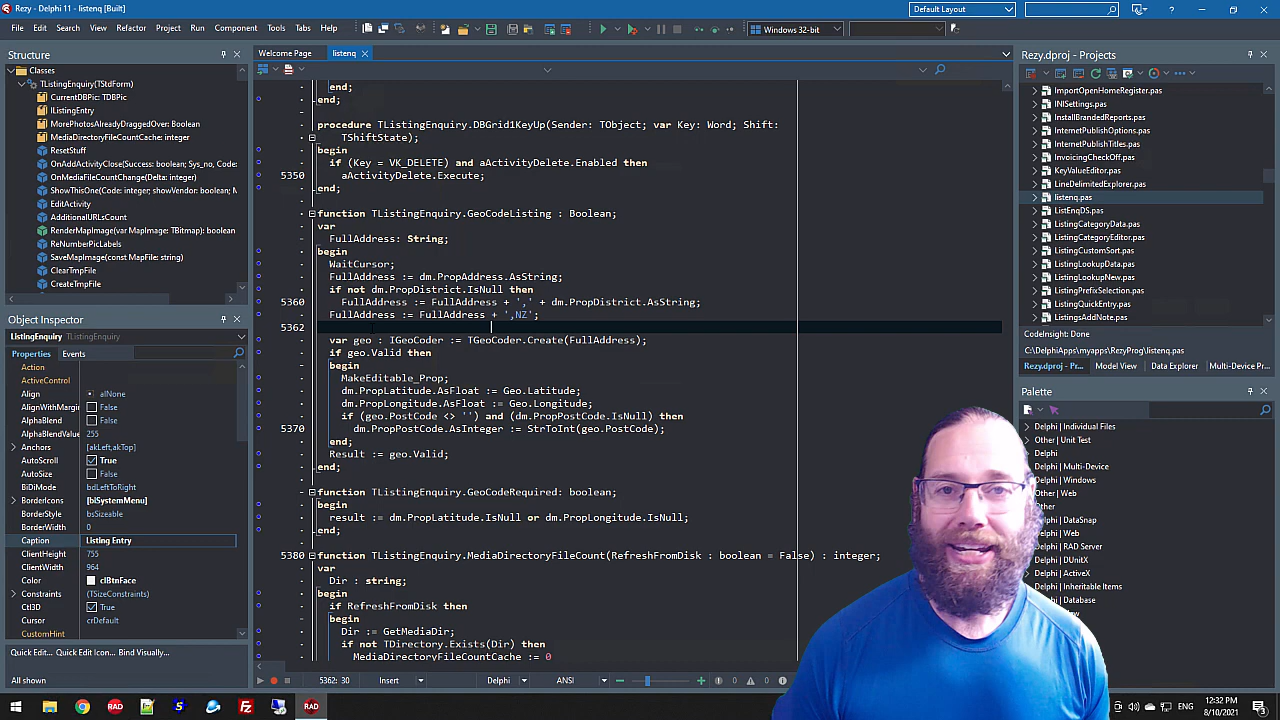 Rezy - Delphi 11 - listenq [Built]
Default Layout
File Edit Search View Refactor Project Run Component Tools Tabs Help
Windows 32-bit
Structure
Classes
TListingEnquiry(TStdForm)
CurrentDBPic: TDBPic
IListingEntry
MorePhotosAlreadyDraggedOver: Boolean
MediaDirectoryFileCountCache: integer
ResetStuff
OnAddActivityClose(Success: boolean; Sys_no, Code:
OnMediaFileCountChange(Date, integer)
ShowThisOne(Code: integer; showVendor: boolean; M
EditActivity
AdditionalURLsCount
RenderMapImage(var MapImage: TBitmap): boolean
ReNumberPicLabels
SaveMapImage(const MapFile: string)
ClearTmpFile
CreateTmpFile
Object Inspector
ListingEnquiry TListingEnquiry
Properties Events
Action
ActiveControl
Align alNone
AlignWithMargin False
AlphaBlend False
AlphaBlendValue 255
Anchors [akLeft,akTop]
AutoScroll True
AutoSize False
BiDiMode bdLeftToRight
BorderIcons [biSystemMenu]
BorderStyle bsSizeable
BorderWidth 0
Caption Listing Entry
ClientHeight 755
ClientWidth 964
Color clBtnFace
Constraints (TSizeConstraints)
Ctl3D True
Cursor crDefault
CustomHint
Quick Edit... Quick Edit Icon... Bind Visually...
All shown
Welcome Page listenq
end;
end;
procedure TListingEnquiry.DBGrid1KeyUp(Sender: TObject; var Key: Word; Shift:
TShiftState);
begin
if (Key = VK_DELETE) and aActivityDelete.Enabled then
5350 aActivityDelete.Execute;
end;
function TListingEnquiry.GeoCodeListing : Boolean;
var
FullAddress: String;
begin
WaitCursor;
FullAddress := dm.PropAddress.AsString;
if not dm.PropDistrict.IsNull then
5360 FullAddress := FullAddress + ',' + dm.PropDistrict.AsString;
FullAddress := FullAddress + ',NZ';
5362
var geo : IGeoCoder := TGeoCoder.Create(FullAddress);
if geo.Valid then
begin
MakeEditable_Prop;
dm.PropLatitude.AsFloat := Geo.Latitude;
dm.PropLongitude.AsFloat := Geo.Longitude;
if (geo.PostCode <> '') and (dm.PropPostCode.IsNull) then
5370 dm.PropPostCode.AsInteger := StrToInt(geo.PostCode);
end;
Result := geo.Valid;
end;
function TListingEnquiry.GeoCodeRequired: boolean;
begin
result := dm.PropLatitude.IsNull or dm.PropLongitude.IsNull;
end;
5380 function TListingEnquiry.MediaDirectoryFileCount(RefreshFromDisk : boolean = False) : integer;
var
Dir : string;
begin
if RefreshFromDisk then
begin
Dir := GetMediaDir;
if not TDirectory.Exists(Dir) then
MediaDirectoryFileCountCache := 0
5362: 30 Insert Delphi ANSI 0 0 0
Rezy.dproj - Projects
ImportOpenHomeRegister.pas
INISettings.pas
InstallBrandedReports.pas
InternetPublishOptions.pas
InternetPublishTitles.pas
InvoicingCheckOff.pas
KeyValueEditor.pas
LineDelimitedExplorer.pas
listenq.pas
ListEnqDS.pas
ListingCategoryData.pas
ListingCategoryEditor.pas
ListingCustomSort.pas
ListingLookupData.pas
ListingLookupNew.pas
ListingMarkPrefix.pas
ListingQuickEntry.pas
ListingsAddNote.pas
C:\DelphiApps\myapps\RezyProg\listenq.pas
Rezy.dproj - Pr... Model View Data Explorer Multi-Device Pr...
Palette
Delphi | Individual Files
Other | Unit Test
Delphi
Delphi | Multi-Device
Delphi | Windows
Other | Web
Other
Delphi | DataSnap
Delphi | Web
Delphi | RAD Server
Delphi | DUnitX
Delphi | ActiveX
Delphi | Inheritable Items
Delphi | Database
RAD RAD
12:32 PM
8/10/2021